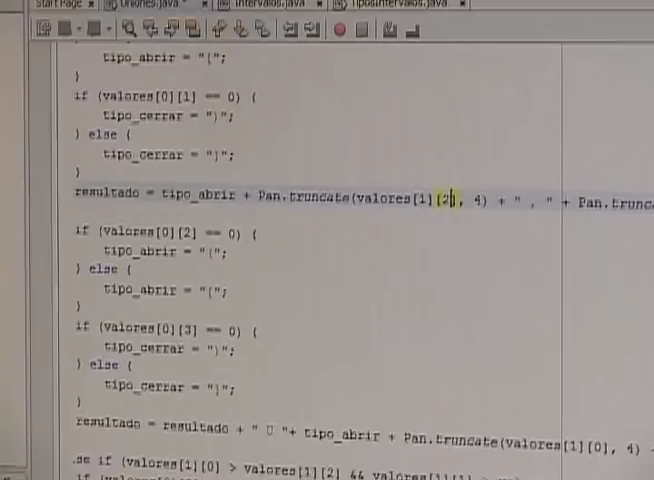 Start Page Uniones.java * Intervalos.java TiposIntervalos.java
tipo_abrir = "[";
}
if (valores[0][1] == 0) {
tipo_cerrar = ")";
} else {
tipo_cerrar = "]";
}
resultado = tipo_abrir + Pan.truncate(valores[1][2], 4) + " , " + Pan.trunc
if (valores[0][2] == 0) {
tipo_abrir = "(";
} else {
tipo_abrir = "[";
}
if (valores[0][3] == 0) {
tipo_cerrar = ")";
} else {
tipo_cerrar = "]";
}
resultado = resultado + " U "+ tipo_abrir + Pan.truncate(valores[1][0], 4)
.se if (valores[1][0] > valores[1][2] &&